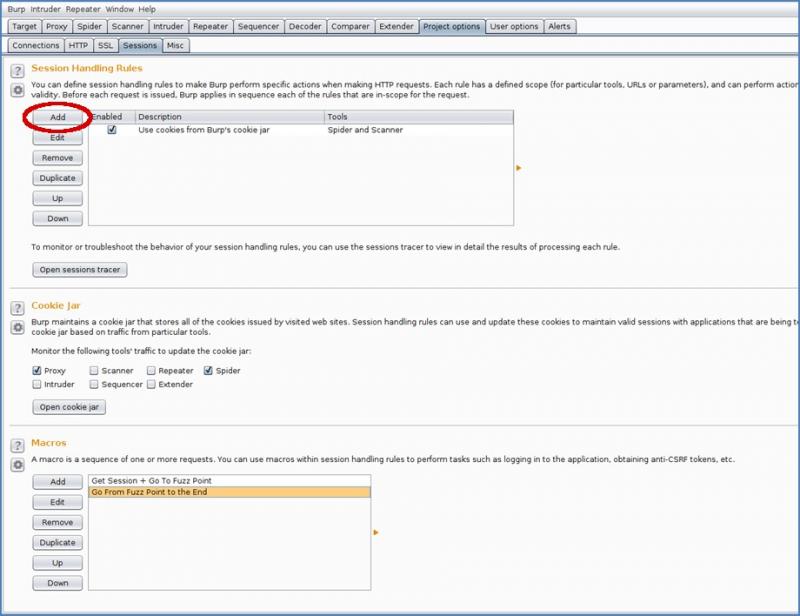 Burp Intruder Repeater Window Help
Target Proxy Spider Scanner Intruder Repeater Sequencer Decoder Comparer Extender Project options User options Alerts
Connections HTTP SSL Sessions Misc
? Session Handling Rules
You can define session handling rules to make Burp perform specific actions when making HTTP requests. Each rule has a defined scope (for particular tools, URLs or parameters), and can perform action
validity. Before each request is issued, Burp applies in sequence each of the rules that are in-scope for the request.
Add Enabled Description Tools
Use cookies from Burp's cookie jar Spider and Scanner
Edit
Remove
Duplicate
Up
Down
To monitor or troubleshoot the behavior of your session handling rules, you can use the sessions tracer to view in detail the results of processing each rule.
Open sessions tracer
? Cookie Jar
Burp maintains a cookie jar that stores all of the cookies issued by visited web sites. Session handling rules can use and update these cookies to maintain valid sessions with applications that are being t
cookie jar based on traffic from particular tools.
Monitor the following tools' traffic to update the cookie jar:
Proxy Scanner Repeater Spider
Intruder Sequencer Extender
Open cookie jar
? Macros
A macro is a sequence of one or more requests. You can use macros within session handling rules to perform tasks such as logging in to the application, obtaining anti-CSRF tokens, etc.
Add Get Session + Go To Fuzz Point
Go From Fuzz Point to the End
Edit
Remove
Duplicate
Up
Down